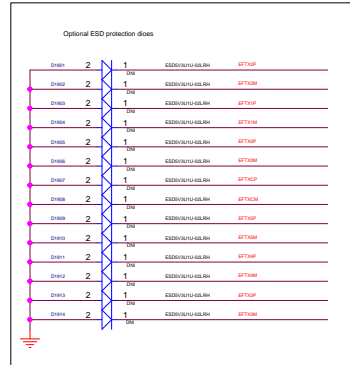 Optional ESD protection dioes
D1901 2 1 ESD5V3U1U-02LRH EFTX2P
DNI
D1902 2 1 ESD5V3U1U-02LRH EFTX2M
DNI
D1903 2 1 ESD5V3U1U-02LRH EFTX1P
DNI
D1904 2 1 ESD5V3U1U-02LRH EFTX1M
DNI
D1905 2 1 ESD5V3U1U-02LRH EFTX0P
DNI
D1906 2 1 ESD5V3U1U-02LRH EFTX0M
DNI
D1907 2 1 ESD5V3U1U-02LRH EFTXCP
DNI
D1908 2 1 ESD5V3U1U-02LRH EFTXCM
DNI
D1909 2 1 ESD5V3U1U-02LRH EFTX5P
DNI
D1910 2 1 ESD5V3U1U-02LRH EFTX5M
DNI
D1911 2 1 ESD5V3U1U-02LRH EFTX4P
DNI
D1912 2 1 ESD5V3U1U-02LRH EFTX4M
DNI
D1913 2 1 ESD5V3U1U-02LRH EFTX3P
DNI
D1914 2 1 ESD5V3U1U-02LRH EFTX3M
DNI